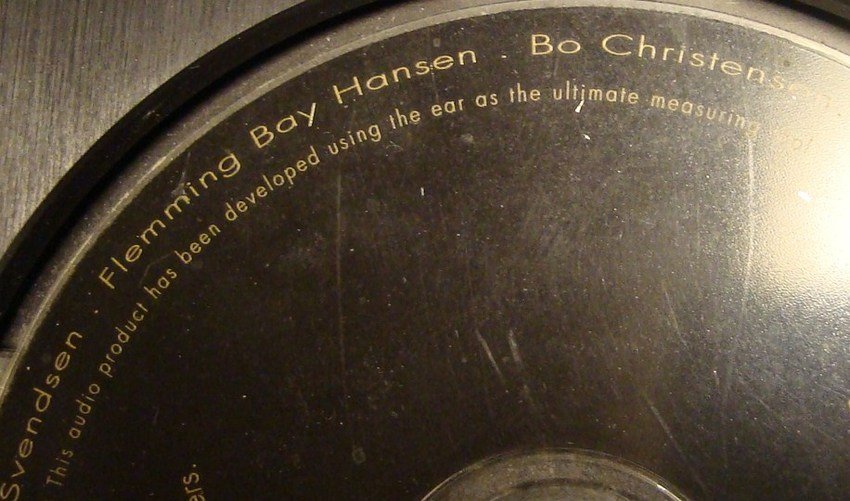 Svendsen · Flemming Bay Hansen · Bo Christensen
This audio product has been developed using the ear as the ultimate measuring
ers.